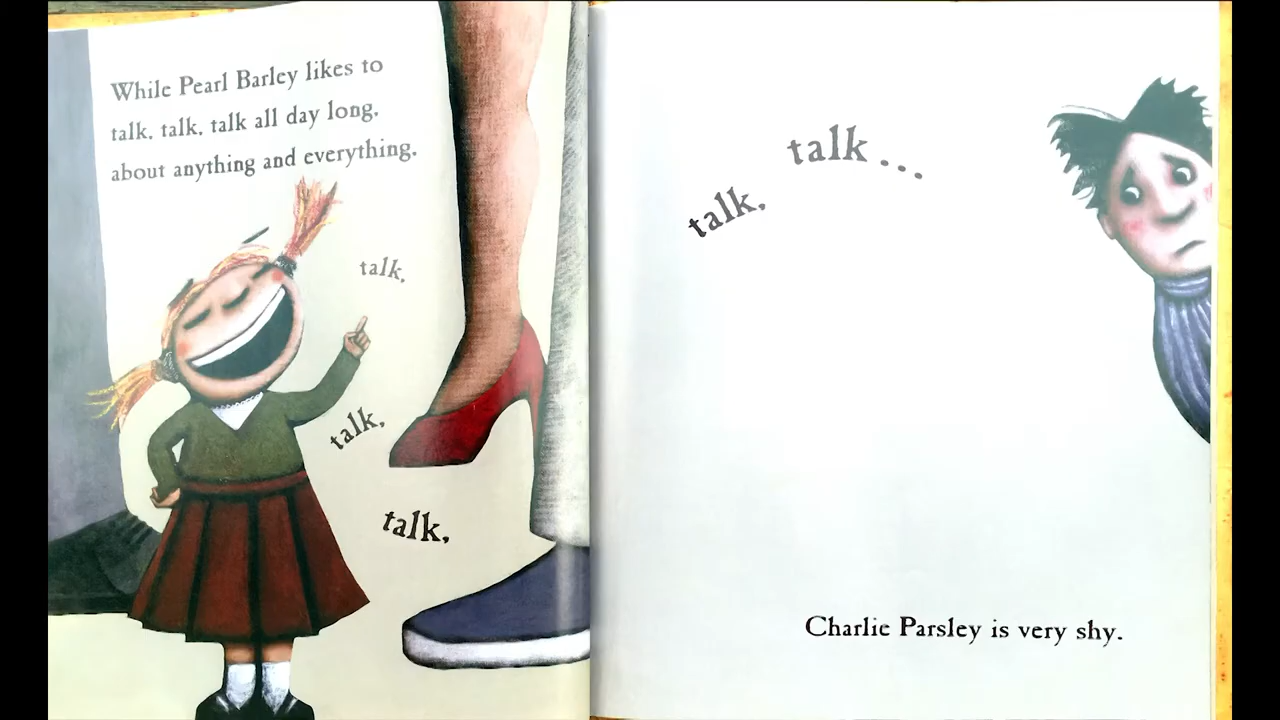 While Pearl Barley likes to
talk, talk, talk all day long,
about anything and everything.
talk,
talk,
talk,
talk,
talk...
Charlie Parsley is very shy.